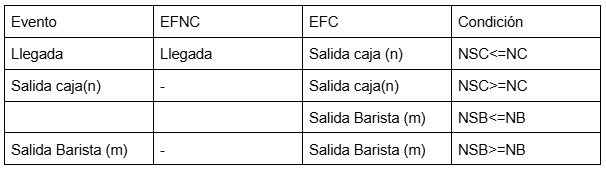 Evento EFNC EFC Condición
Llegada Llegada Salida caja (n) NSC<=NC
Salida caja(n) - Salida caja(n) NSC>=NC
Salida Barista (m) NSB<=NB
Salida Barista (m) - Salida Barista (m) NSB>=NB